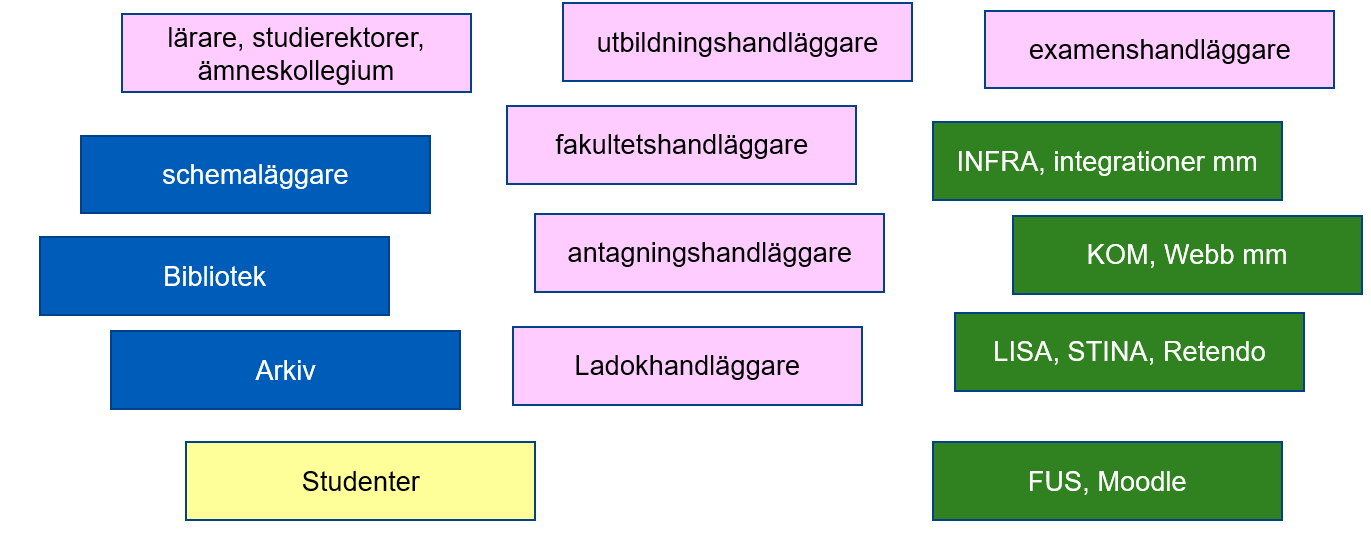 lärare, studierektorer,
ämneskollegium
utbildningshandläggare
examenshandläggare
schemaläggare
fakultetshandläggare
INFRA, integrationer mm
Bibliotek
antagningshandläggare
KOM, Webb mm
Arkiv
Ladokhandläggare
LISA, STINA, Retendo
Studenter
FUS, Moodle